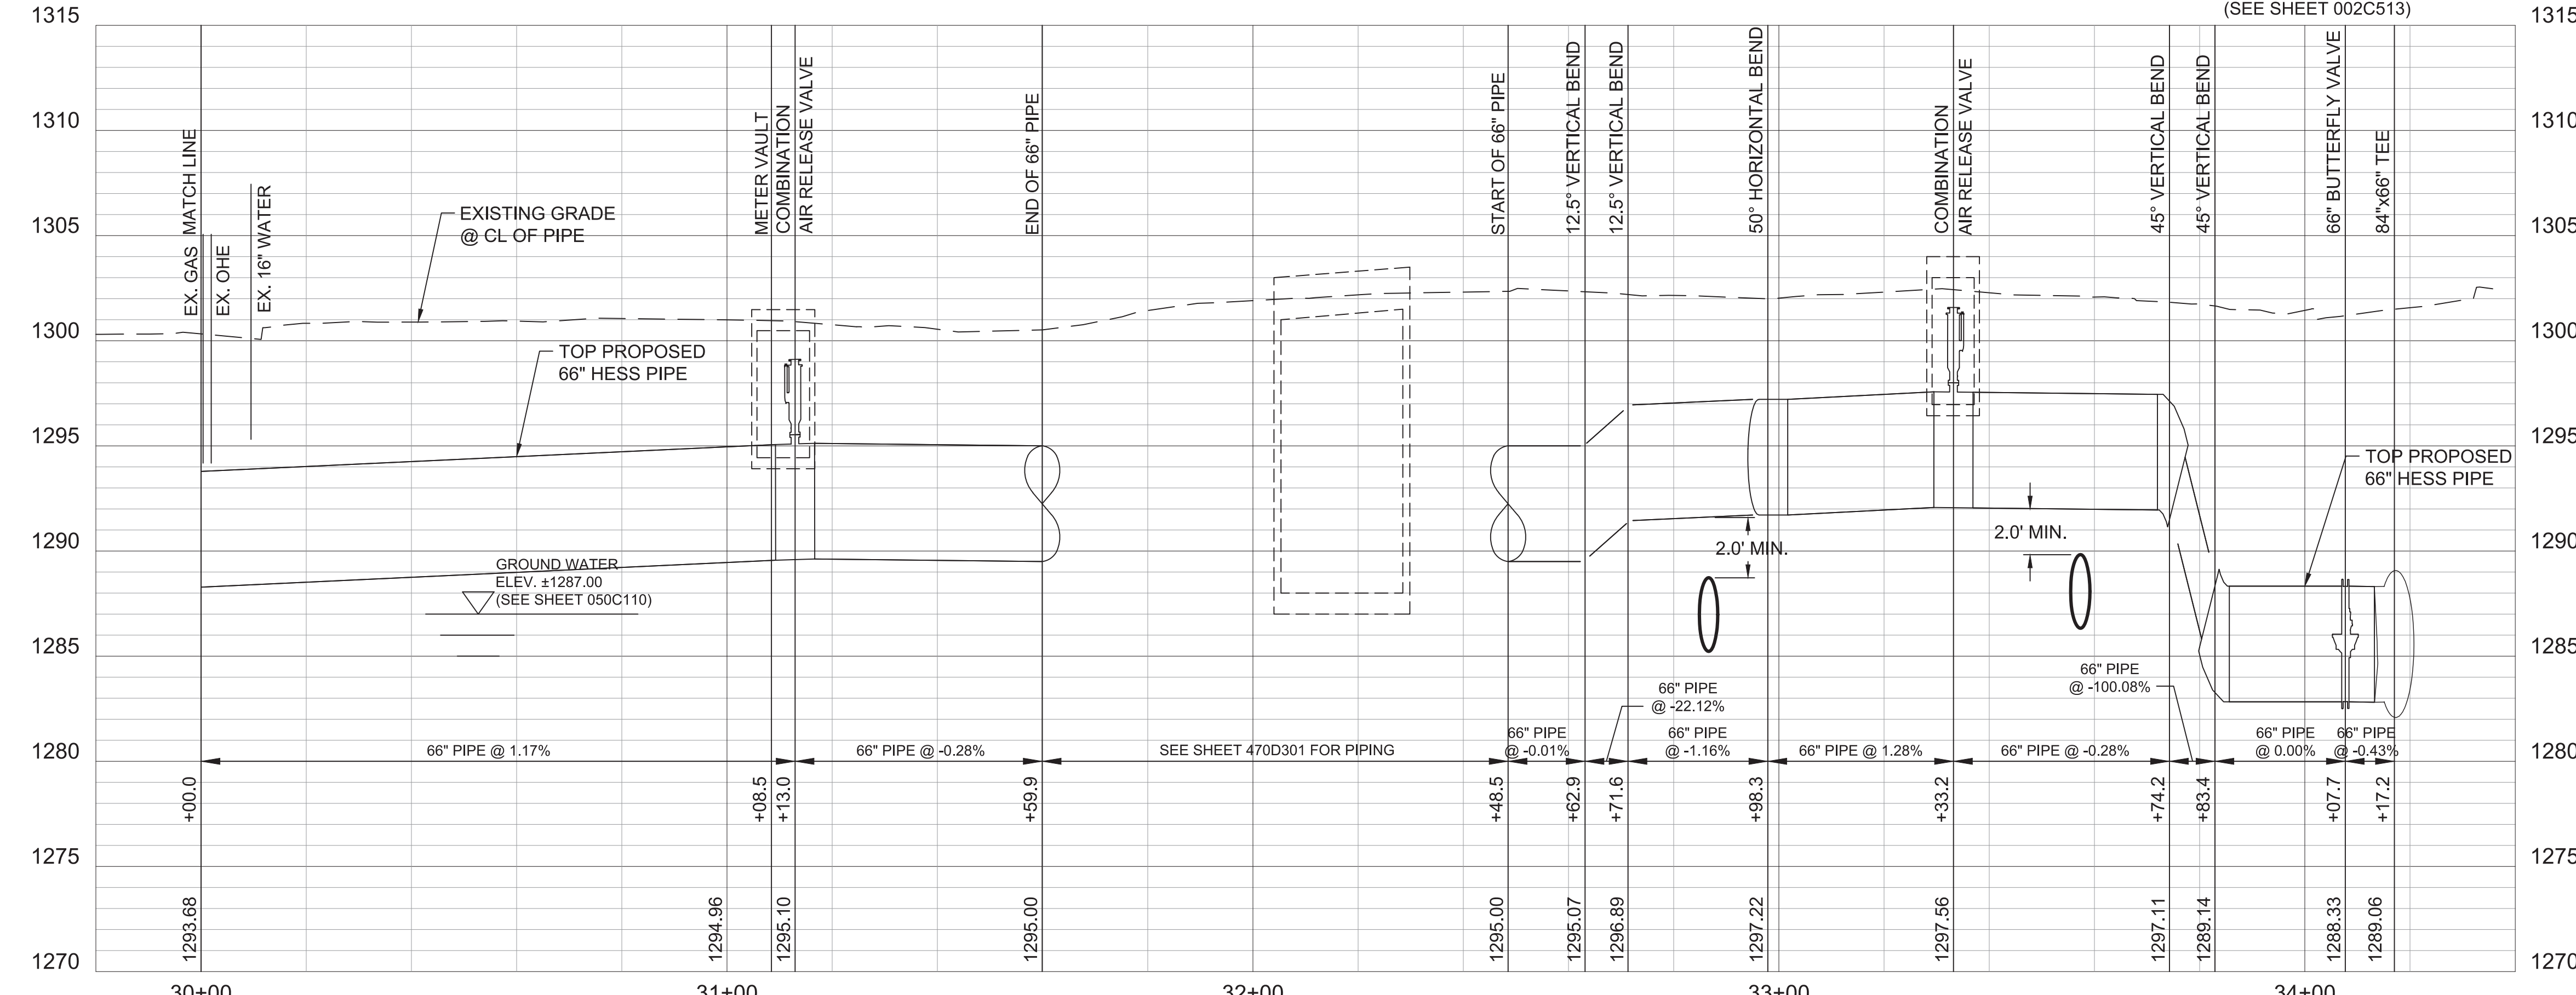 (SEE SHEET 002C513)
1315
1310
1305
1300
1295
1290
1285
1280
1275
1270
1315
1310
1305
1300
1295
1290
1285
1280
1275
1270
MATCH LINE
EX. GAS
EX. OHE
EX. 16" WATER
EXISTING GRADE
@ CL OF PIPE
TOP PROPOSED
66" HESS PIPE
METER VAULT
COMBINATION
AIR RELEASE VALVE
END OF 66" PIPE
START OF 66" PIPE
12.5° VERTICAL BEND
12.5° VERTICAL BEND
50° HORIZONTAL BEND
COMBINATION
AIR RELEASE VALVE
45° VERTICAL BEND
45° VERTICAL BEND
66" BUTTERFLY VALVE
84"x66" TEE
TOP PROPOSED
66" HESS PIPE
GROUND WATER
ELEV. ±1287.00
(SEE SHEET 050C110)
2.0' MIN.
2.0' MIN.
66" PIPE
@ -22.12%
66" PIPE
@ -100.08%
66" PIPE @ 1.17%
66" PIPE @ -0.28%
SEE SHEET 470D301 FOR PIPING
66" PIPE
@ -0.01%
66" PIPE
@ -1.16%
66" PIPE @ 1.28%
66" PIPE @ -0.28%
66" PIPE
@ 0.00%
66" PIPE
@ -0.43%
+00.0
+08.5
+13.0
+59.9
+48.5
+62.9
+71.6
+98.3
+33.2
+74.2
+83.4
+07.7
+17.2
1293.68
1294.96
1295.10
1295.00
1295.00
1295.07
1296.89
1297.22
1297.56
1297.11
1289.14
1288.33
1289.06
30+00
31+00
32+00
33+00
34+00